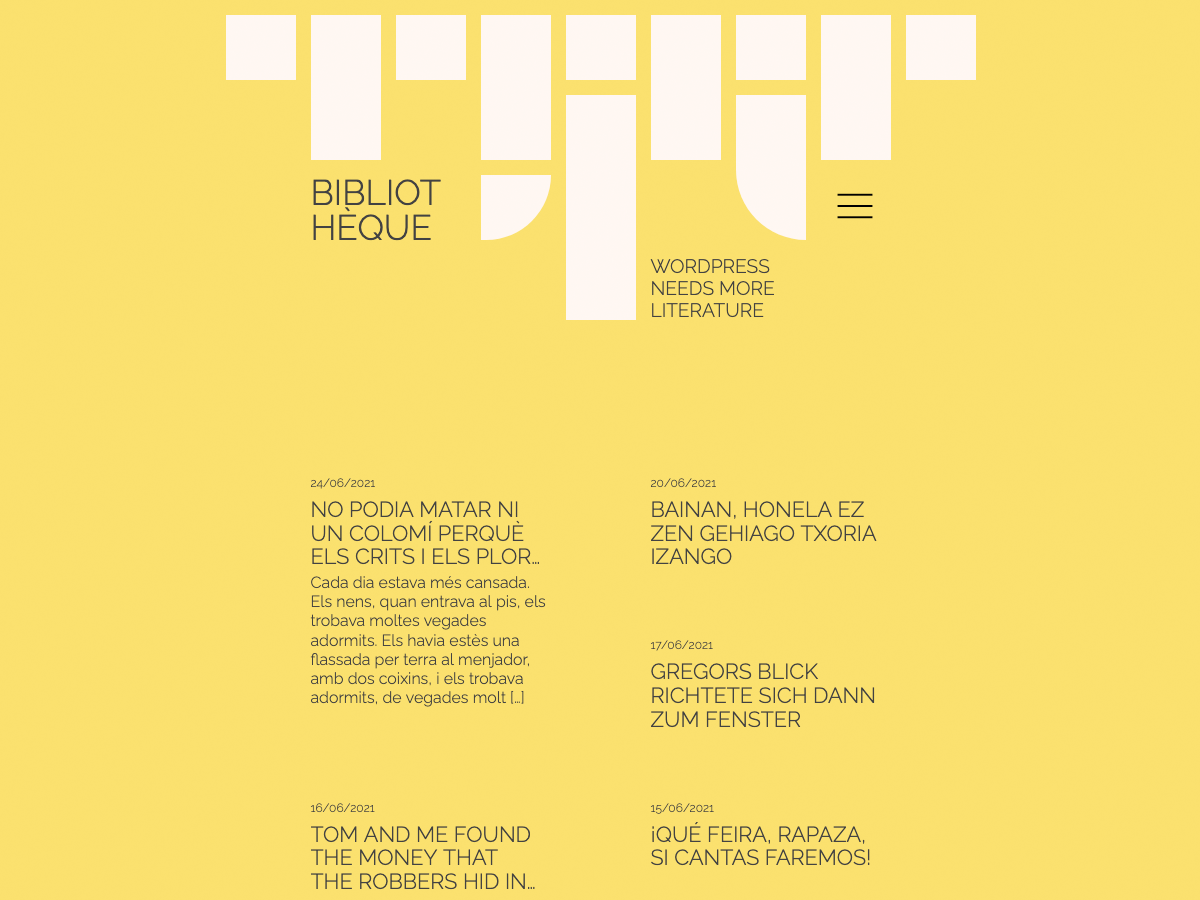 BIBLIOT
HÈQUE
WORDPRESS
NEEDS MORE
LITERATURE
24/06/2021
NO PODIA MATAR NI
UN COLOMÍ PERQUÈ
ELS CRITS I ELS PLOR…
Cada dia estava més cansada.
Els nens, quan entrava al pis, els
trobava moltes vegades
adormits. Els havia estès una
flassada per terra al menjador,
amb dos coixins, i els trobava
adormits, de vegades molt […]
20/06/2021
BAINAN, HONELA EZ
ZEN GEHIAGO TXORIA
IZANGO
17/06/2021
GREGORS BLICK
RICHTETE SICH DANN
ZUM FENSTER
16/06/2021
TOM AND ME FOUND
THE MONEY THAT
THE ROBBERS HID IN…
15/06/2021
¡QUÉ FEIRA, RAPAZA,
SI CANTAS FAREMOS!